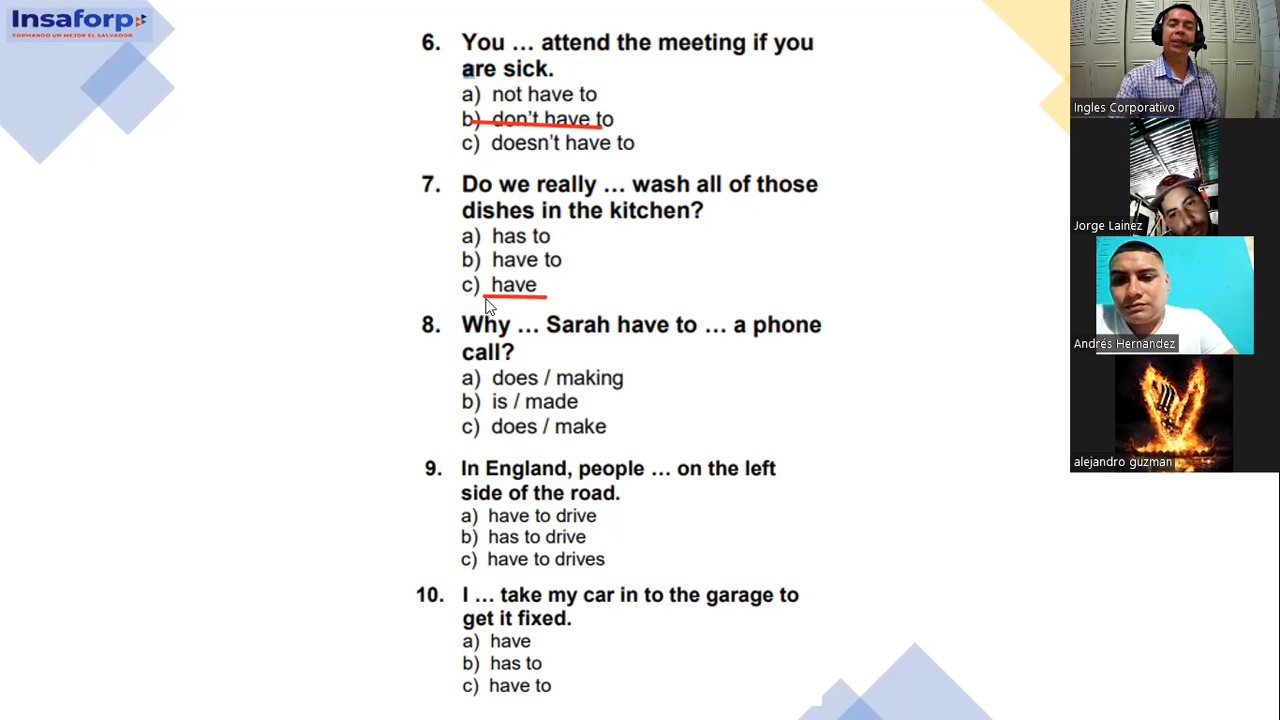 Insaforp
FORMANDO UN MEJOR EL SALVADOR
6. You ... attend the meeting if you
are sick.
a) not have to
b) don't have to
c) doesn't have to
7. Do we really ... wash all of those
dishes in the kitchen?
a) has to
b) have to
c) have
8. Why ... Sarah have to ... a phone
call?
a) does / making
b) is / made
c) does / make
9. In England, people ... on the left
side of the road.
a) have to drive
b) has to drive
c) have to drives
10. I ... take my car in to the garage to
get it fixed.
a) have
b) has to
c) have to
Ingles Corporativo
Jorge Lainez
Andrés Hernandez
alejandro guzman